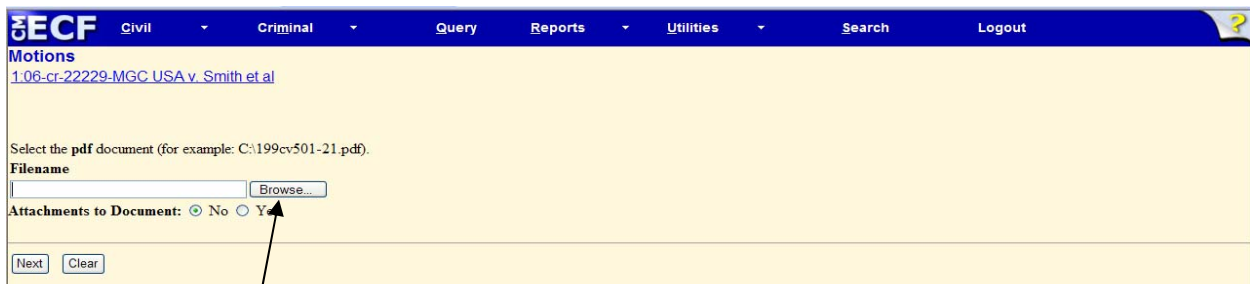 CM ECF Civil Criminal Query Reports Utilities Search Logout ?
Motions
1:06-cr-22229-MGC USA v. Smith et al
Select the pdf document (for example: C:\199cv501-21.pdf).
Filename
Browse...
Attachments to Document: No
Next Clear